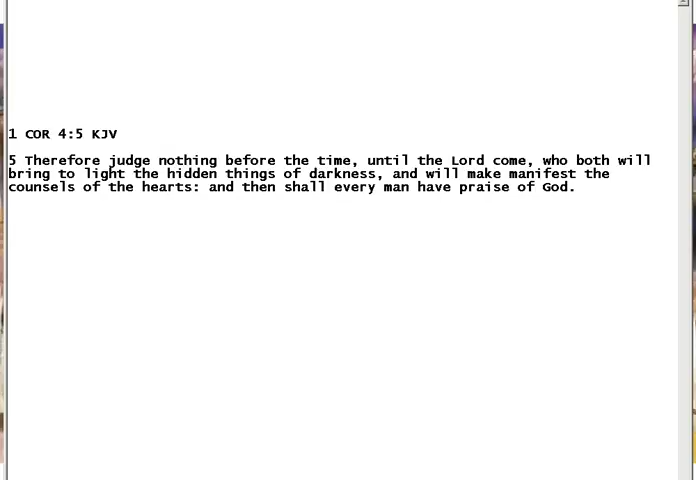 1 COR 4:5 KJV
5 Therefore judge nothing before the time, until the Lord come, who both will
bring to light the hidden things of darkness, and will make manifest the
counsels of the hearts: and then shall every man have praise of God.